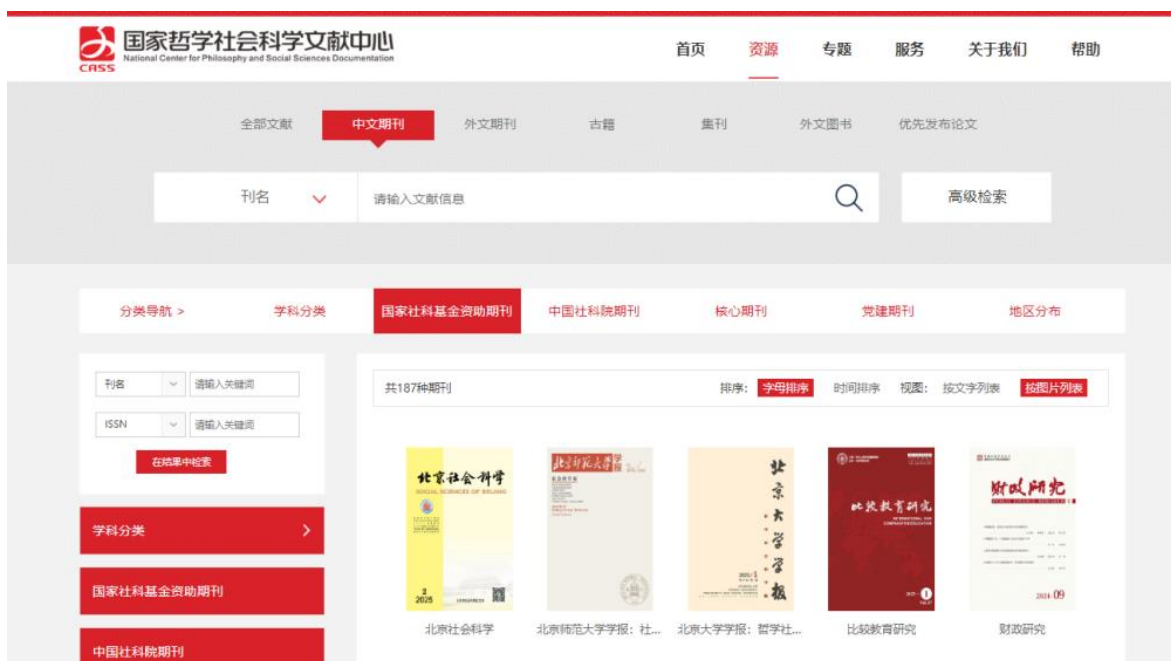 国家哲学社会科学文献中心
National Center for Philosophy and Social Sciences Documentation
CASS
首页 资源 专题 服务 关于我们 帮助
全部文献 中文期刊 外文期刊 古籍 集刊 外文图书 优先发布论文
刊名 请输入文献信息 高级检索
分类导航 > 学科分类 国家社科基金资助期刊 中国社科院期刊 核心期刊 党建期刊 地区分布
刊名 请输入关键词
ISSN 请输入关键词
在结果中检索
共187种期刊 排序: 字母排序 时间排序 视图: 按文字列表 按图片列表
学科分类
国家社科基金资助期刊
中国社科院期刊
北京社会科学
SOCIAL SCIENCES OF BEIJING
2
2025
北京师范大学学报
北京大学学报
比较教育研究
财政研究
2024 09
北京社会科学 北京师范大学学报:社... 北京大学学报:哲学社... 比较教育研究 财政研究